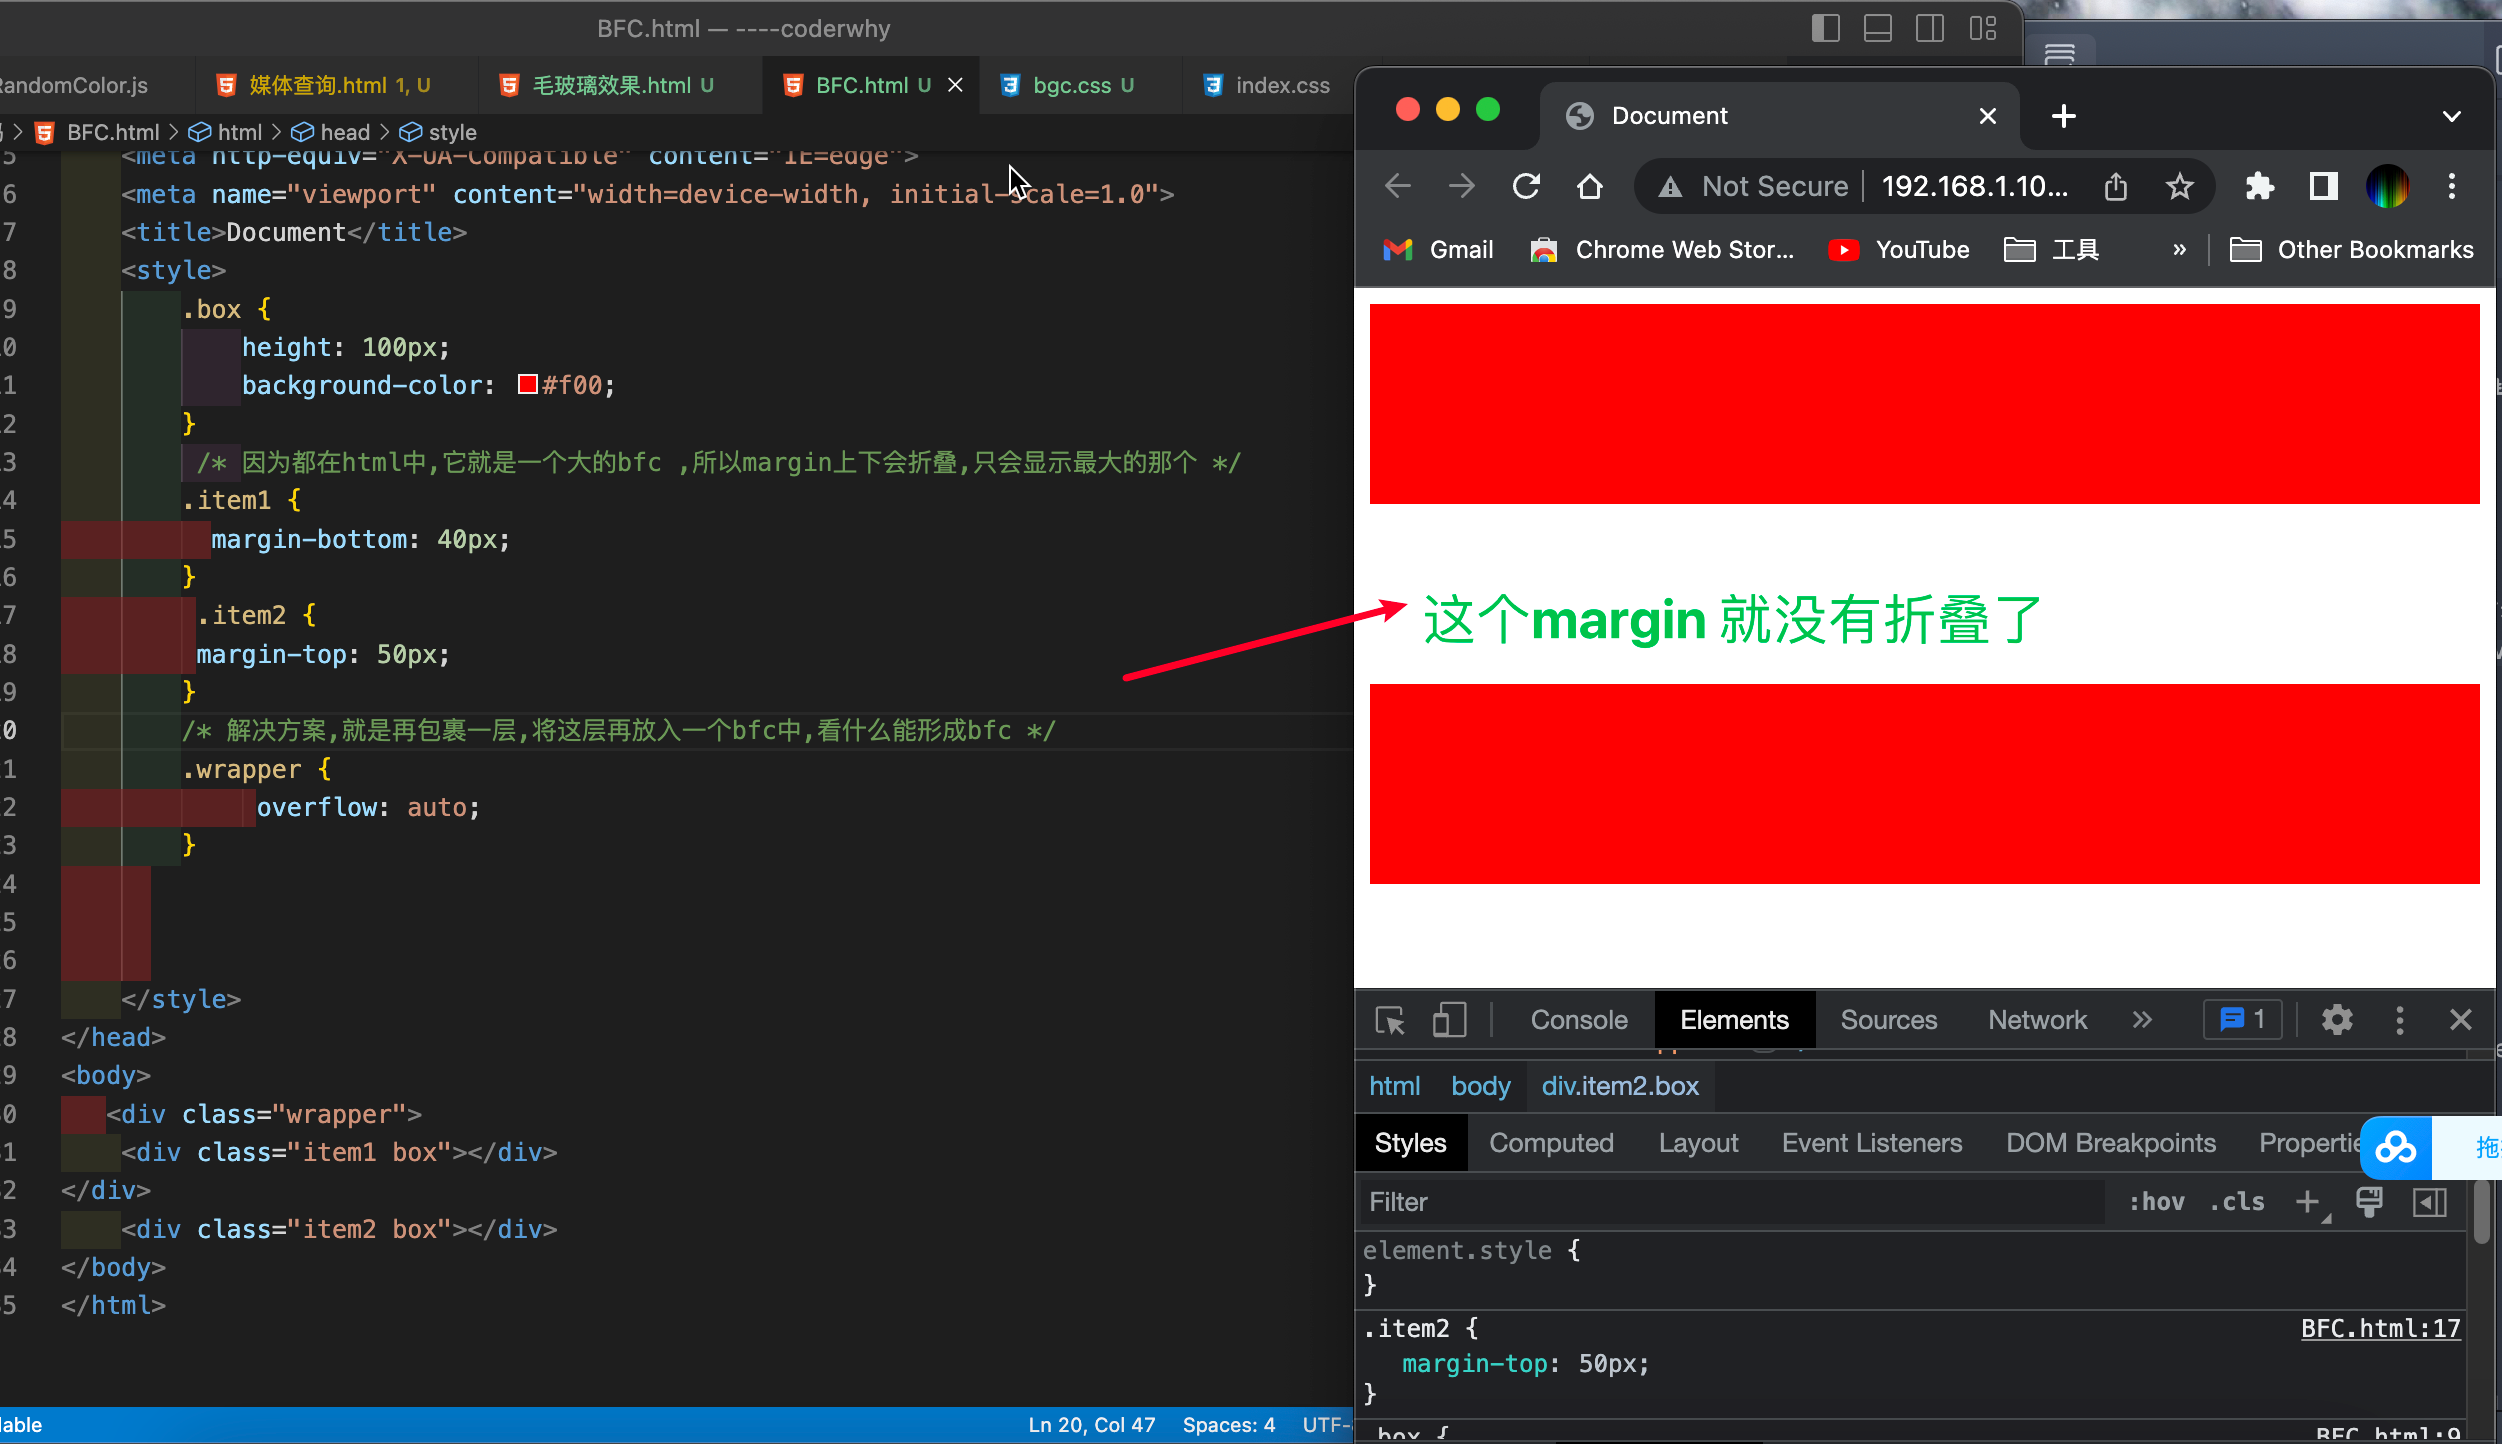 BFC.html — ----coderwhy
RandomColor.js
媒体查询.html 1, U
毛玻璃效果.html U
BFC.html U
bgc.css U
index.css
BFC.html > html > head > style
5 <meta http-equiv="X-UA-Compatible" content="IE=edge">
6 <meta name="viewport" content="width=device-width, initial-scale=1.0">
7 <title>Document</title>
8 <style>
9 .box {
0 height: 100px;
1 background-color: #f00;
2 }
3 /* 因为都在html中,它就是一个大的bfc ,所以margin上下会折叠,只会显示最大的那个 */
4 .item1 {
5 margin-bottom: 40px;
6 }
7 .item2 {
8 margin-top: 50px;
9 }
0 /* 解决方案,就是再包裹一层,将这层再放入一个bfc中,看什么能形成bfc */
1 .wrapper {
2 overflow: auto;
3 }
4
5
6
7 </style>
8 </head>
9 <body>
0 <div class="wrapper">
1 <div class="item1 box"></div>
2 </div>
3 <div class="item2 box"></div>
4 </body>
5 </html>
Ln 20, Col 47 Spaces: 4 UTF-
Document
Not Secure 192.168.1.10...
Gmail
Chrome Web Stor...
YouTube
工具
»
Other Bookmarks
这个margin 就没有折叠了
Console Elements Sources Network » 1
html body div.item2.box
Styles Computed Layout Event Listeners DOM Breakpoints Propertie
Filter :hov .cls
element.style {
}
.item2 { BFC.html:17
margin-top: 50px;
}
.box { BFC.html:9